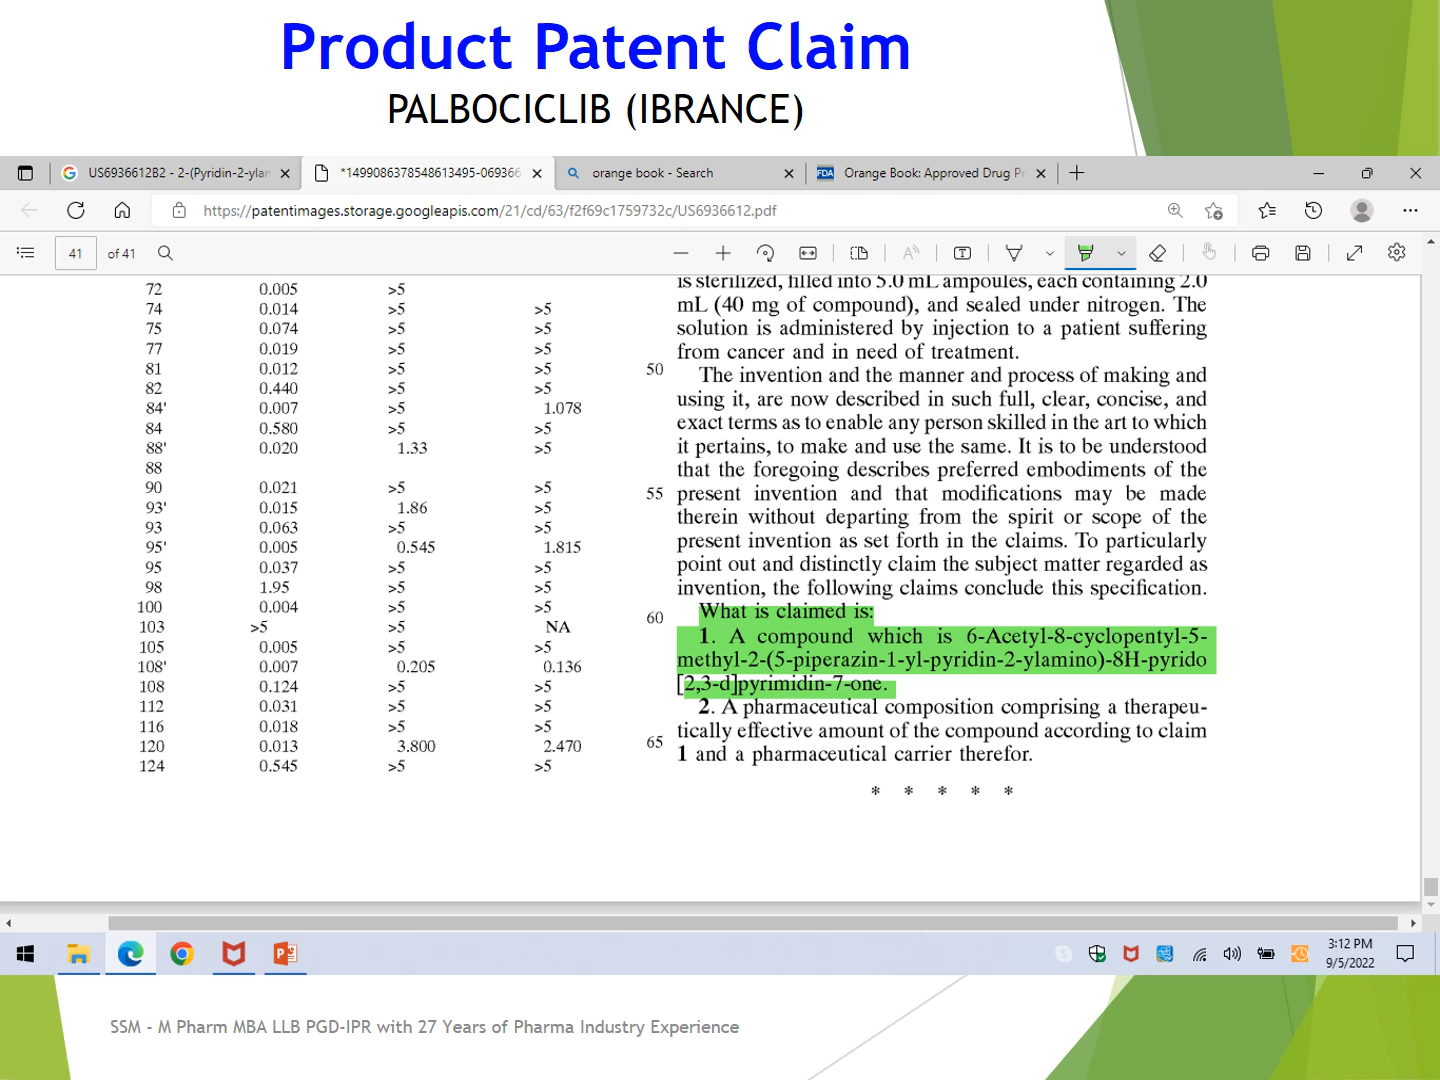 Product Patent Claim
PALBOCICLIB (IBRANCE)
US6936612B2 - 2-(Pyridin-2-ylan
*1499086378548613495-069366
orange book - Search
FDA
Orange Book: Approved Drug Pr
https://patentimages.storage.googleapis.com/21/cd/63/f2f69c1759732c/US6936612.pdf
41 of 41
72 0.005 >5
74 0.014 >5 >5
75 0.074 >5 >5
77 0.019 >5 >5
81 0.012 >5 >5
82 0.440 >5 >5
84' 0.007 >5 1.078
84 0.580 >5 >5
88' 0.020 1.33 >5
88
90 0.021 >5 >5
93' 0.015 1.86 >5
93 0.063 >5 >5
95' 0.005 0.545 1.815
95 0.037 >5 >5
98 1.95 >5 >5
100 0.004 >5 >5
103 >5 >5 NA
105 0.005 >5 >5
108' 0.007 0.205 0.136
108 0.124 >5 >5
112 0.031 >5 >5
116 0.018 >5 >5
120 0.013 3.800 2.470
124 0.545 >5 >5
is sterilized, filled into 5.0 mL ampoules, each containing 2.0
mL (40 mg of compound), and sealed under nitrogen. The
solution is administered by injection to a patient suffering
from cancer and in need of treatment.
50 The invention and the manner and process of making and
using it, are now described in such full, clear, concise, and
exact terms as to enable any person skilled in the art to which
it pertains, to make and use the same. It is to be understood
that the foregoing describes preferred embodiments of the
55 present invention and that modifications may be made
therein without departing from the spirit or scope of the
present invention as set forth in the claims. To particularly
point out and distinctly claim the subject matter regarded as
invention, the following claims conclude this specification.
60 What is claimed is:
1. A compound which is 6-Acetyl-8-cyclopentyl-5-
methyl-2-(5-piperazin-1-yl-pyridin-2-ylamino)-8H-pyrido
[2,3-d]pyrimidin-7-one.
2. A pharmaceutical composition comprising a therapeu-
tically effective amount of the compound according to claim
65 1 and a pharmaceutical carrier therefor.
* * * * *
3:12 PM
9/5/2022
SSM - M Pharm MBA LLB PGD-IPR with 27 Years of Pharma Industry Experience